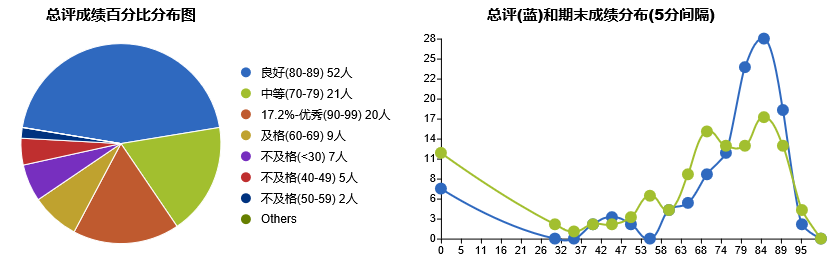 总评成绩百分比分布图
良好(80-89) 52人
中等(70-79) 21人
17.2%-优秀(90-99) 20人
及格(60-69) 9人
不及格(<30) 7人
不及格(40-49) 5人
不及格(50-59) 2人
Others
总评(蓝)和期末成绩分布(5分间隔)
28
25
22
20
17
14
11
8
6
3
0
0 5 11 16 21 26 32 37 42 47 53 58 63 68 74 79 84 89 95